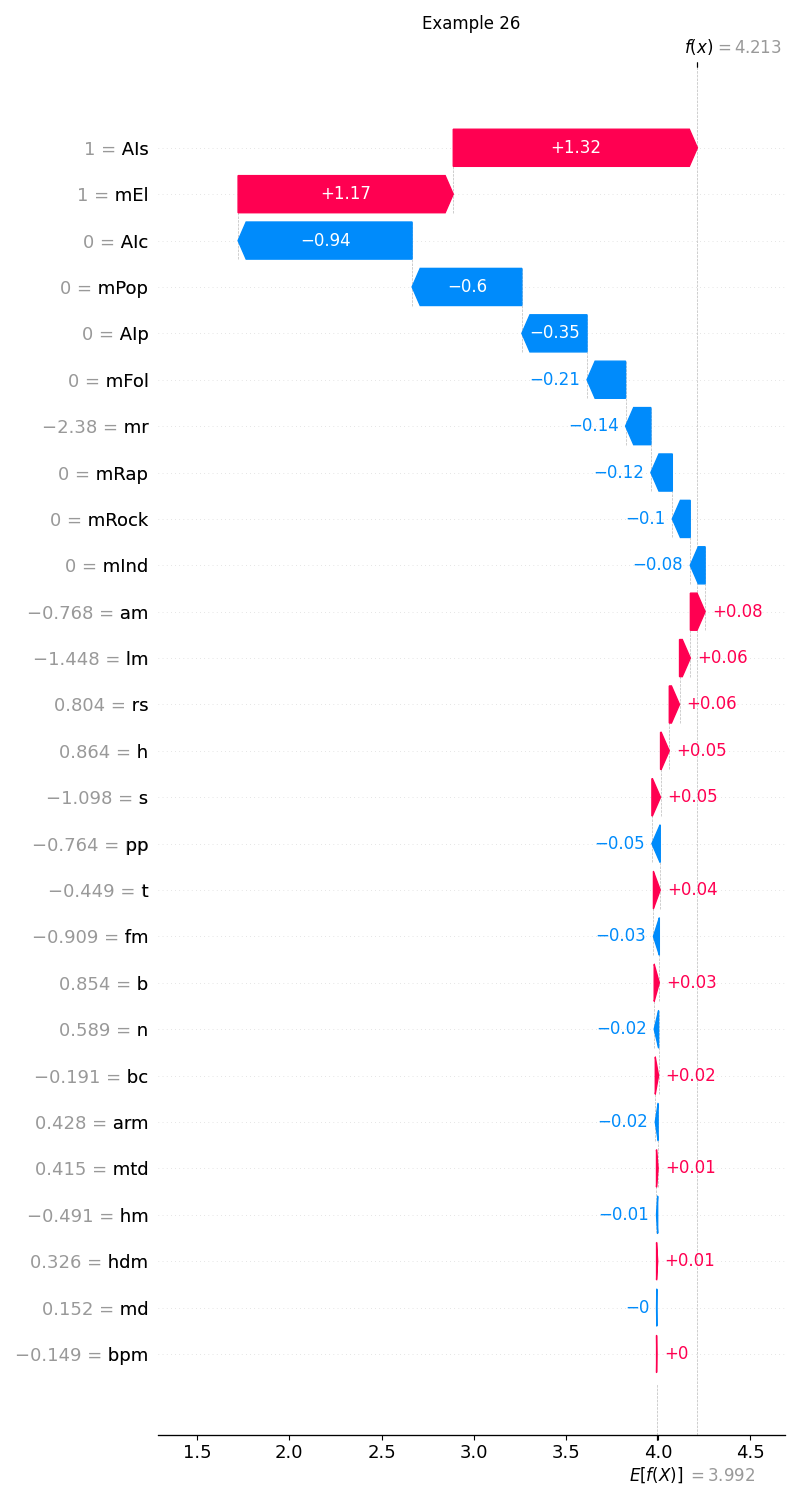 Example 26
f(x) = 4.213
1 = AIs
+1.32
1 = mEl
+1.17
0 = AIc
−0.94
0 = mPop
−0.6
0 = AIp
−0.35
0 = mFol
−0.21
−2.38 = mr
−0.14
0 = mRap
−0.12
0 = mRock
−0.1
0 = mInd
−0.08
−0.768 = am
+0.08
−1.448 = lm
+0.06
0.804 = rs
+0.06
0.864 = h
+0.05
−1.098 = s
+0.05
−0.764 = pp
−0.05
−0.449 = t
+0.04
−0.909 = fm
−0.03
0.854 = b
+0.03
0.589 = n
−0.02
−0.191 = bc
+0.02
0.428 = arm
−0.02
0.415 = mtd
+0.01
−0.491 = hm
−0.01
0.326 = hdm
+0.01
0.152 = md
−0
−0.149 = bpm
+0
1.5 2.0 2.5 3.0 3.5 4.0 4.5
E[f(X)] = 3.992